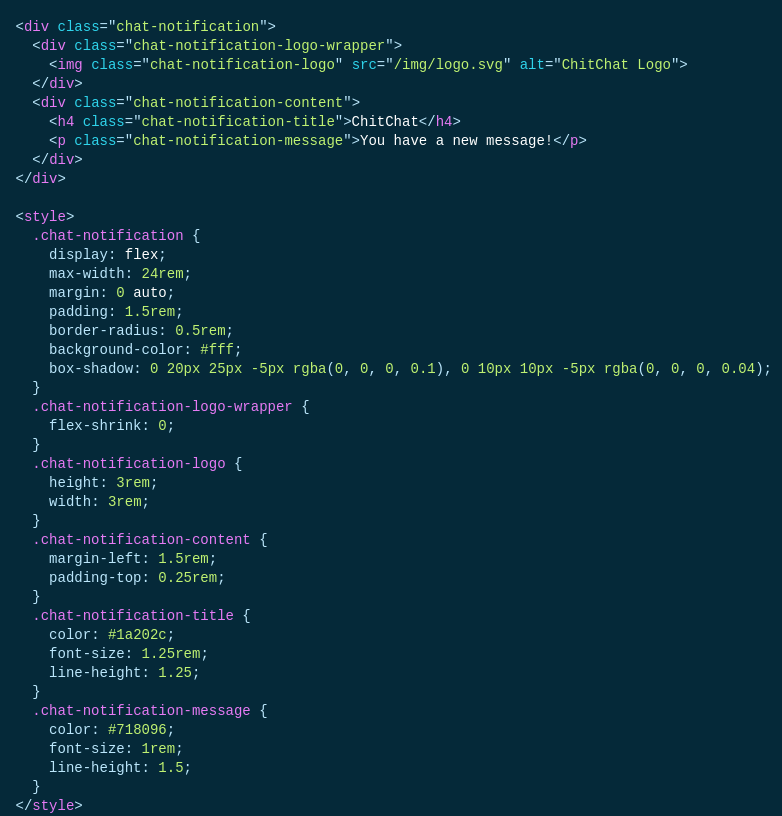 <div class="chat-notification">
  <div class="chat-notification-logo-wrapper">
    <img class="chat-notification-logo" src="/img/logo.svg" alt="ChitChat Logo">
  </div>
  <div class="chat-notification-content">
    <h4 class="chat-notification-title">ChitChat</h4>
    <p class="chat-notification-message">You have a new message!</p>
  </div>
</div>

<style>
  .chat-notification {
    display: flex;
    max-width: 24rem;
    margin: 0 auto;
    padding: 1.5rem;
    border-radius: 0.5rem;
    background-color: #fff;
    box-shadow: 0 20px 25px -5px rgba(0, 0, 0, 0.1), 0 10px 10px -5px rgba(0, 0, 0, 0.04);
  }
  .chat-notification-logo-wrapper {
    flex-shrink: 0;
  }
  .chat-notification-logo {
    height: 3rem;
    width: 3rem;
  }
  .chat-notification-content {
    margin-left: 1.5rem;
    padding-top: 0.25rem;
  }
  .chat-notification-title {
    color: #1a202c;
    font-size: 1.25rem;
    line-height: 1.25;
  }
  .chat-notification-message {
    color: #718096;
    font-size: 1rem;
    line-height: 1.5;
  }
</style>